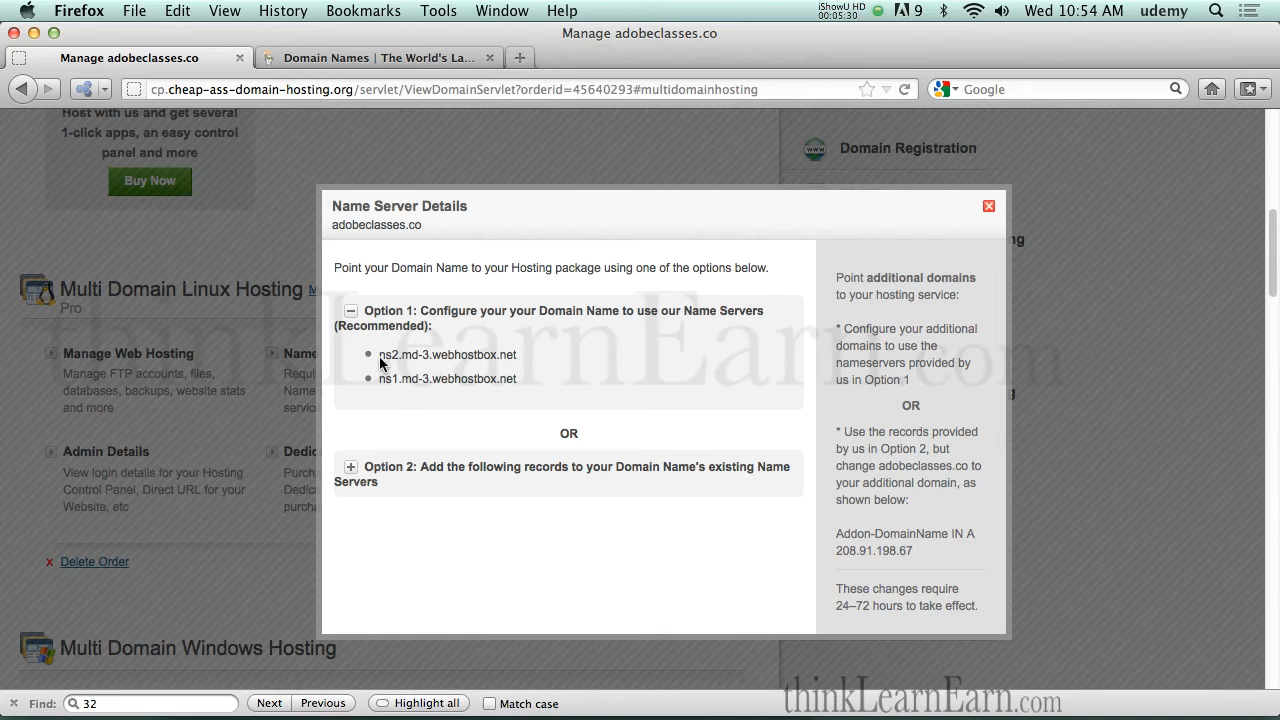 Firefox File Edit View History Bookmarks Tools Window Help
iShowU HD
00:05:30
9
Wed 10:54 AM udemy
Manage adobeclasses.co
Manage adobeclasses.co
Domain Names | The World's La...
cp.cheap-ass-domain-hosting.org/servlet/ViewDomainServlet?orderid=45640293#multidomainhosting
Google
Host with us and get several
1-click apps, an easy control
panel and more
Buy Now
www
Domain Registration
Multi Domain Linux Hosting
Pro
Manage Web Hosting
Manage FTP accounts, files,
databases, backups, website stats
and more
Admin Details
View login details for your Hosting
Control Panel, Direct URL for your
Website, etc
x Delete Order
Multi Domain Windows Hosting
Name Server Details
adobeclasses.co
Point your Domain Name to your Hosting package using one of the options below.
Option 1: Configure your your Domain Name to use our Name Servers
(Recommended):
ns2.md-3.webhostbox.net
ns1.md-3.webhostbox.net
OR
Option 2: Add the following records to your Domain Name's existing Name
Servers
Point additional domains
to your hosting service:
* Configure your additional
domains to use the
nameservers provided by
us in Option 1
OR
* Use the records provided
by us in Option 2, but
change adobeclasses.co to
your additional domain, as
shown below:
Addon-DomainName IN A
208.91.198.67
These changes require
24–72 hours to take effect.
thinkLearnEarn.com
Find: 32 Next Previous Highlight all Match case
thinkLearnEarn.com